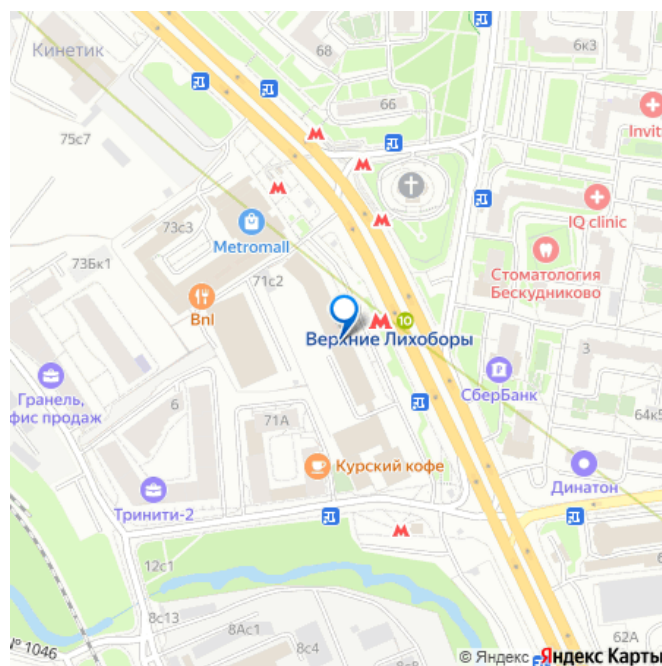 Кинетик
68
6к3
66
75с7
Invit
IQ clinic
73с3
Metromall
73Бк1
71с2
Стоматология
Бескудниково
Bnl
10
Верхние Лихоборы
3
СберБанк
Гранель,
фис продаж
6
71А
64к5
Курский кофе
Динатон
Тринити-2
12с1
8с13
8Ас1
№ 1046
8с4
8с8
62А
© Яндекс Яндекс Карты